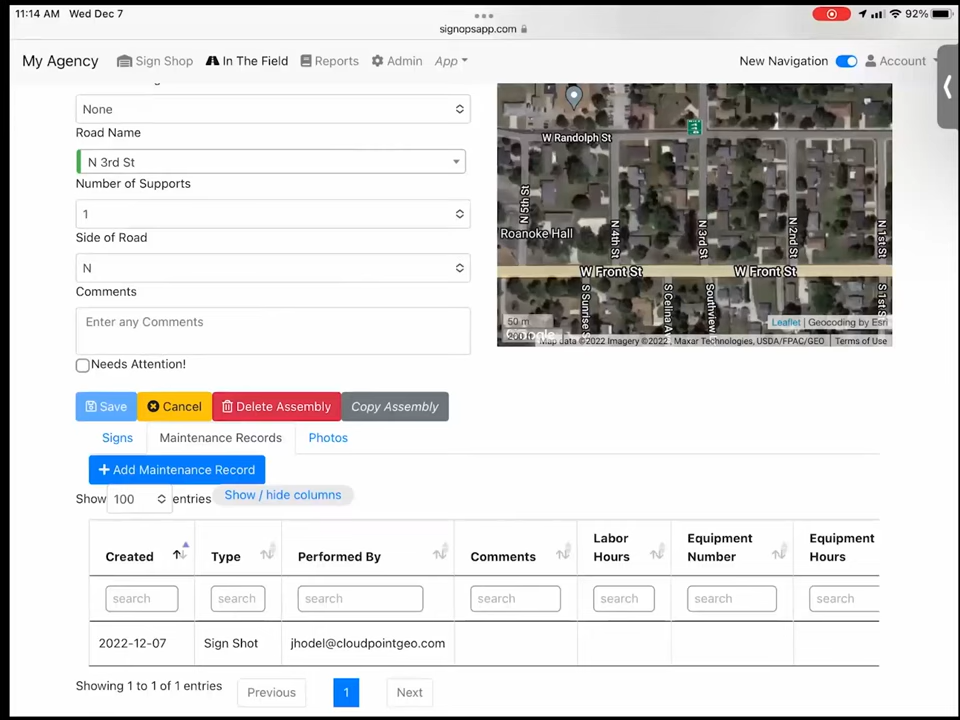 11:14 AM Wed Dec 7
92%
signopsapp.com
My Agency Sign Shop In The Field Reports Admin App New Navigation Account
None
Road Name
N 3rd St
Number of Supports
1
Side of Road
N
Comments
Enter any Comments
Needs Attention!
W Randolph St
N 5th St
Roanoke Hall
N 4th St
N 3rd St
N 2nd St
N 1st St
W Front St
W Front St
S Sunrise S
S Celina A
Southview
S 1st S
50 m
Google
Leaflet | Geocoding by Esri
Map data ©2022 Imagery ©2022 , Maxar Technologies, USDA/FPAC/GEO Terms of Use
Save Cancel Delete Assembly Copy Assembly
Signs Maintenance Records Photos
+ Add Maintenance Record
Show 100 entries Show / hide columns
Created Type Performed By Comments Labor Hours Equipment Number Equipment Hours
search search search search search search search
2022-12-07 Sign Shot jhodel@cloudpointgeo.com
Showing 1 to 1 of 1 entries Previous 1 Next